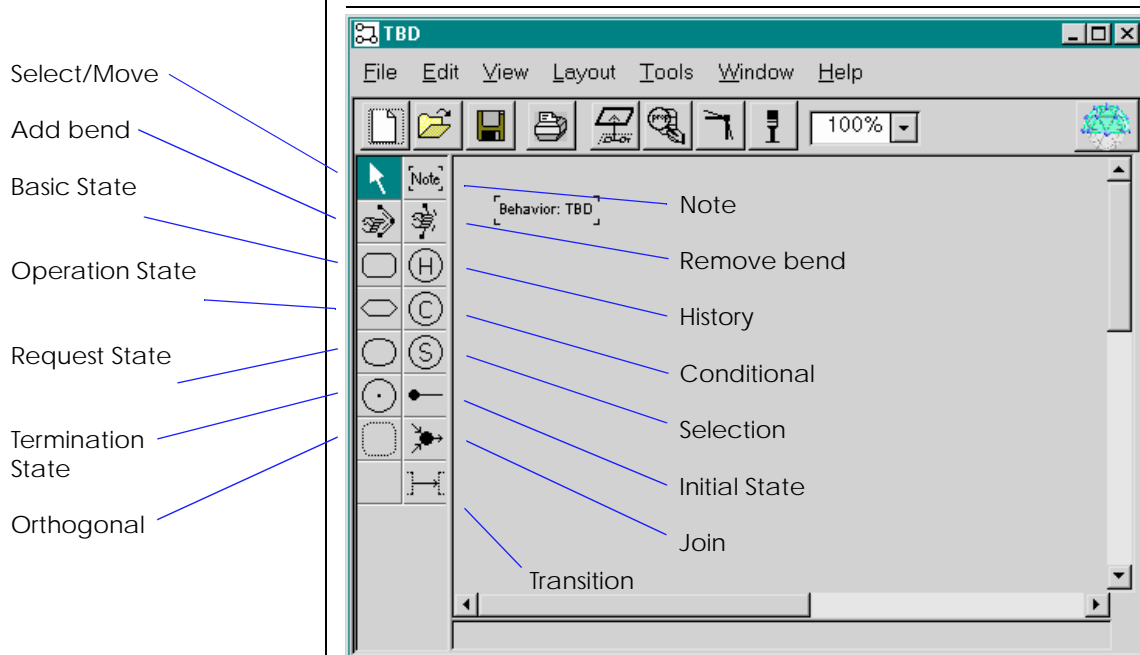 TBD
File Edit View Layout Tools Window Help
100%
Select/Move
Add bend
Basic State
Operation State
Request State
Termination
State
Orthogonal
Note
H
C
S
Behavior: TBD
Note
Remove bend
History
Conditional
Selection
Initial State
Join
Transition